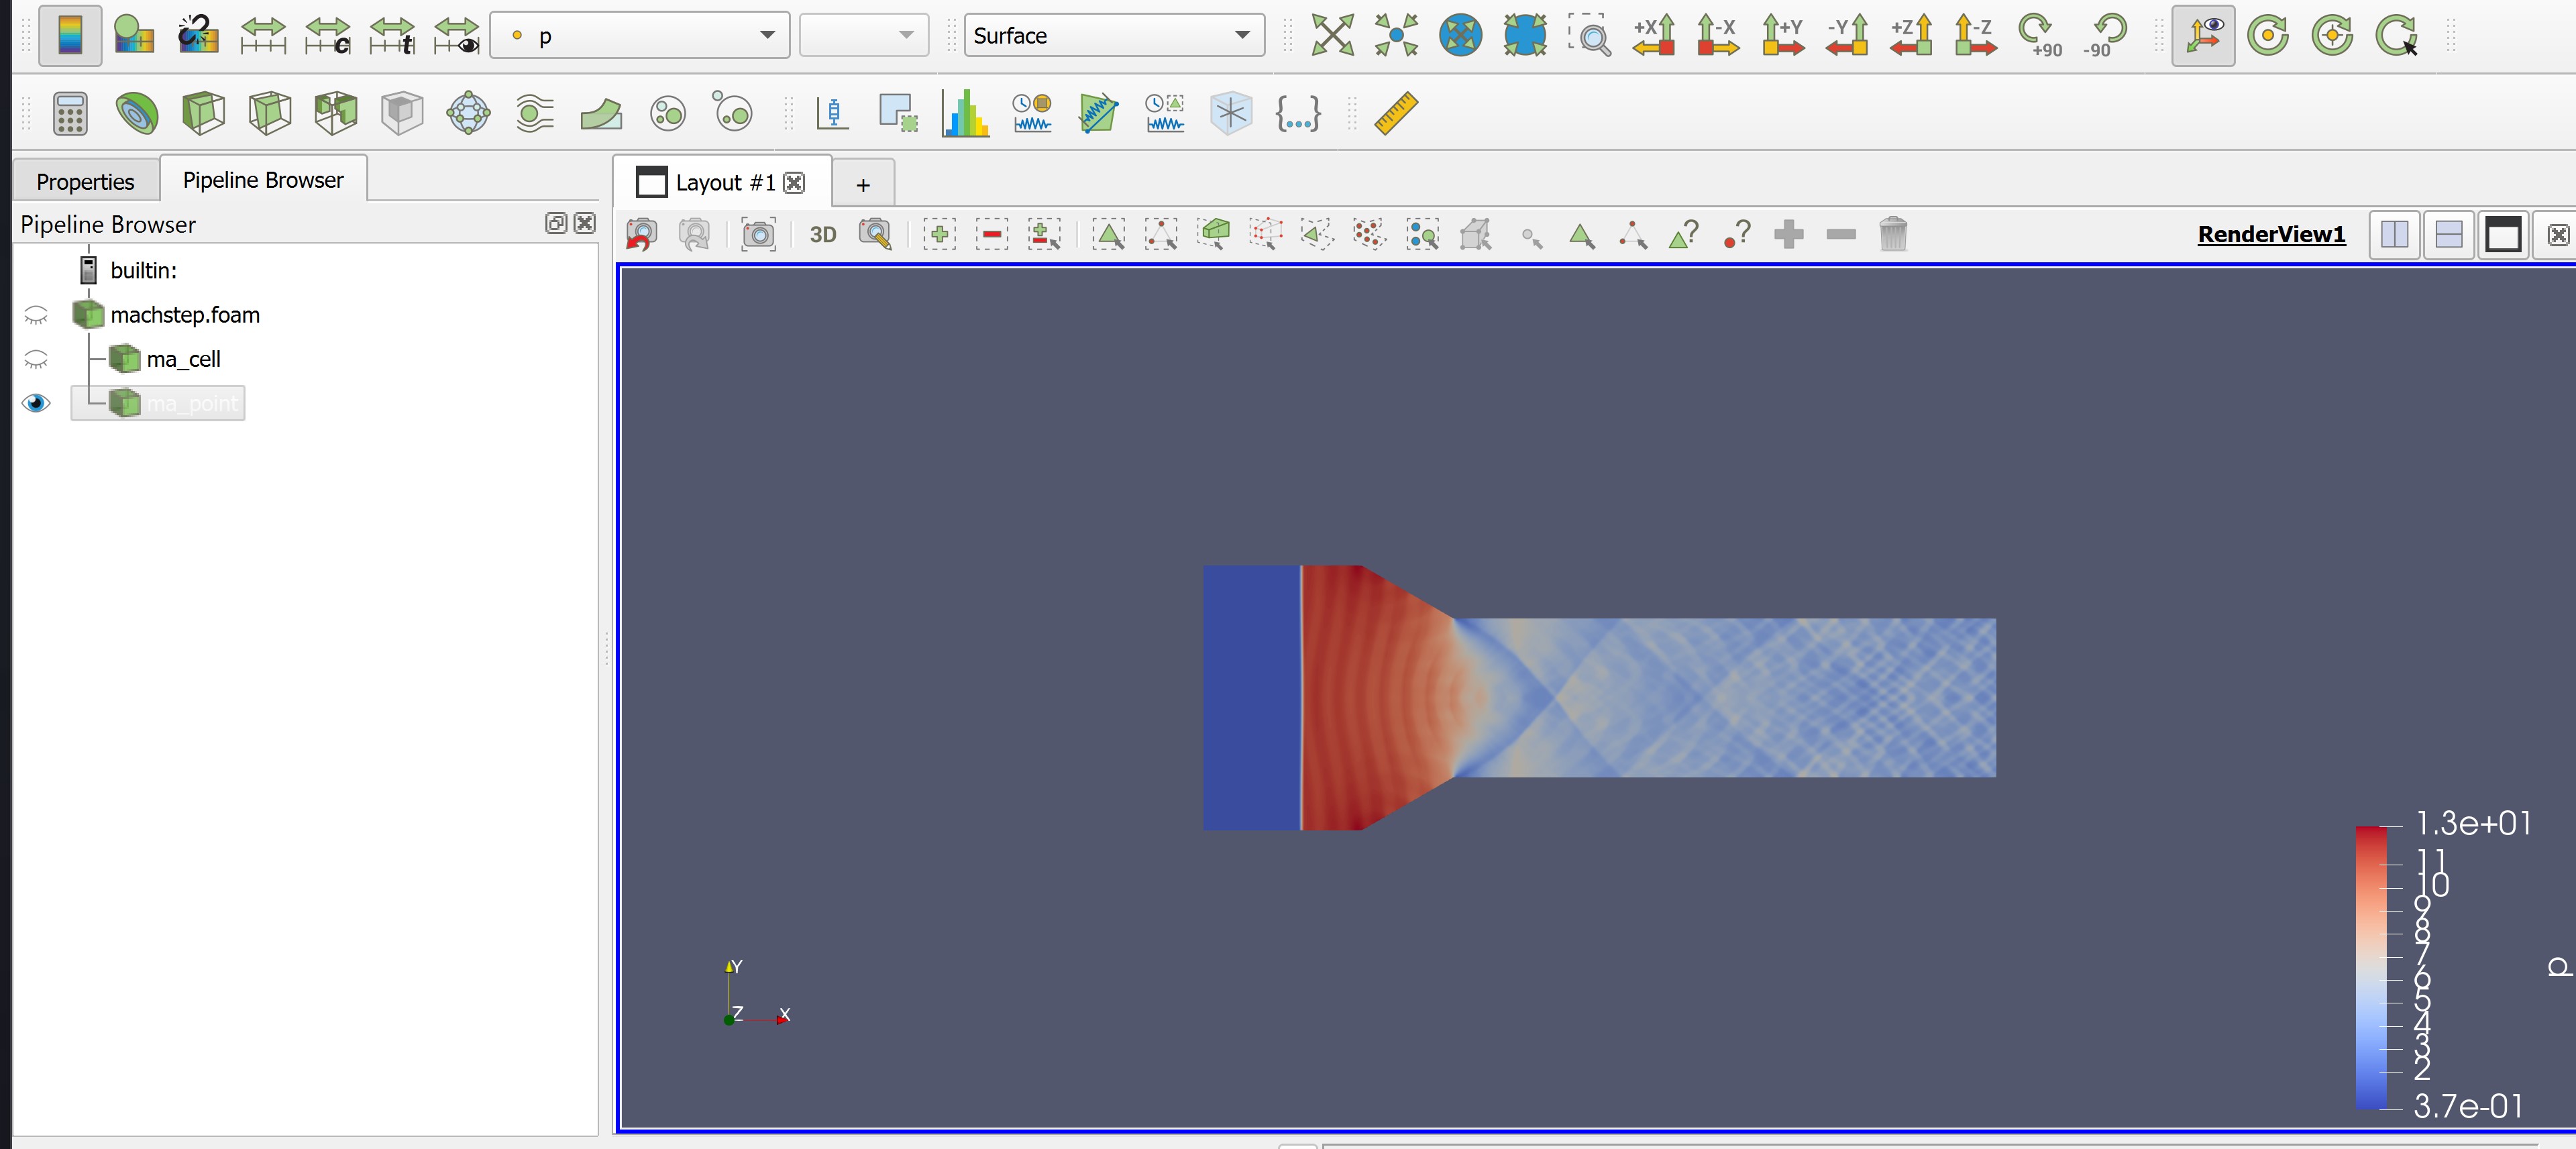 c
t
p
Surface
+X
-X
+Y
-Y
+Z
-Z
+90
-90
{...}
Properties
Pipeline Browser
Layout #1
+
Pipeline Browser
3D
?
?
RenderView1
builtin:
machstep.foam
ma_cell
ma_point
1.3e+01
11
10
9
8
7
6
5
4
3
2
3.7e-01
p
Y
Z
X